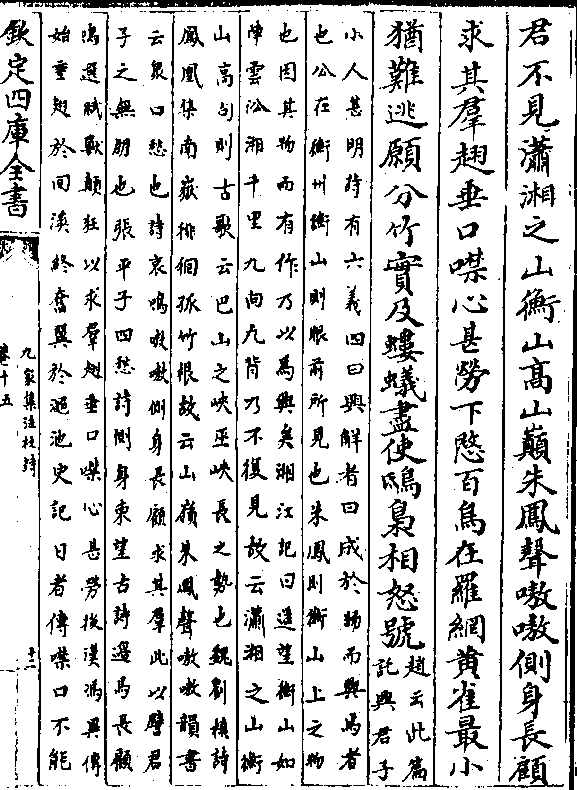 君不見瀟湘之山衡山髙山巔朱鳳聲嗷嗷側身長顧
求其羣翅垂口噤心甚勞下愍百鳥在羅網黄雀最小
猶難逃願分竹實及螻蟻盡使鴟梟相怒號
趙云此篇
託興君子
小人甚明詩有六義四曰興解者曰成於物而興焉者
也公在衡州衡山則眼前所見也朱鳳則衡山上之物
也因其物而有作乃以爲興矣湘江記曰遥望衡山如
陣雲沿湘千里九向九背乃不復見故云瀟湘之山衡
山髙句則古歌云巴山之峽巫峽長之勢也魏劉楨詩
鳳凰集南嶽徘徊孤竹根故云山嶺朱鳳聲嗷嗷韻書
云衆口愁也詩哀鳴嗷嗷側身長顧求其羣此以譬君
子之無朋也張平子四愁詩側身東望古詩過馬長顧
鳴選賦獸顛狂以求羣翅垂口噤心甚勞後漢馮異傳
始垂翅於回溪終奮翼於澠池史記日者傳噤口不能
欽定四庫全書
九家集注杜詩
卷十五
十二